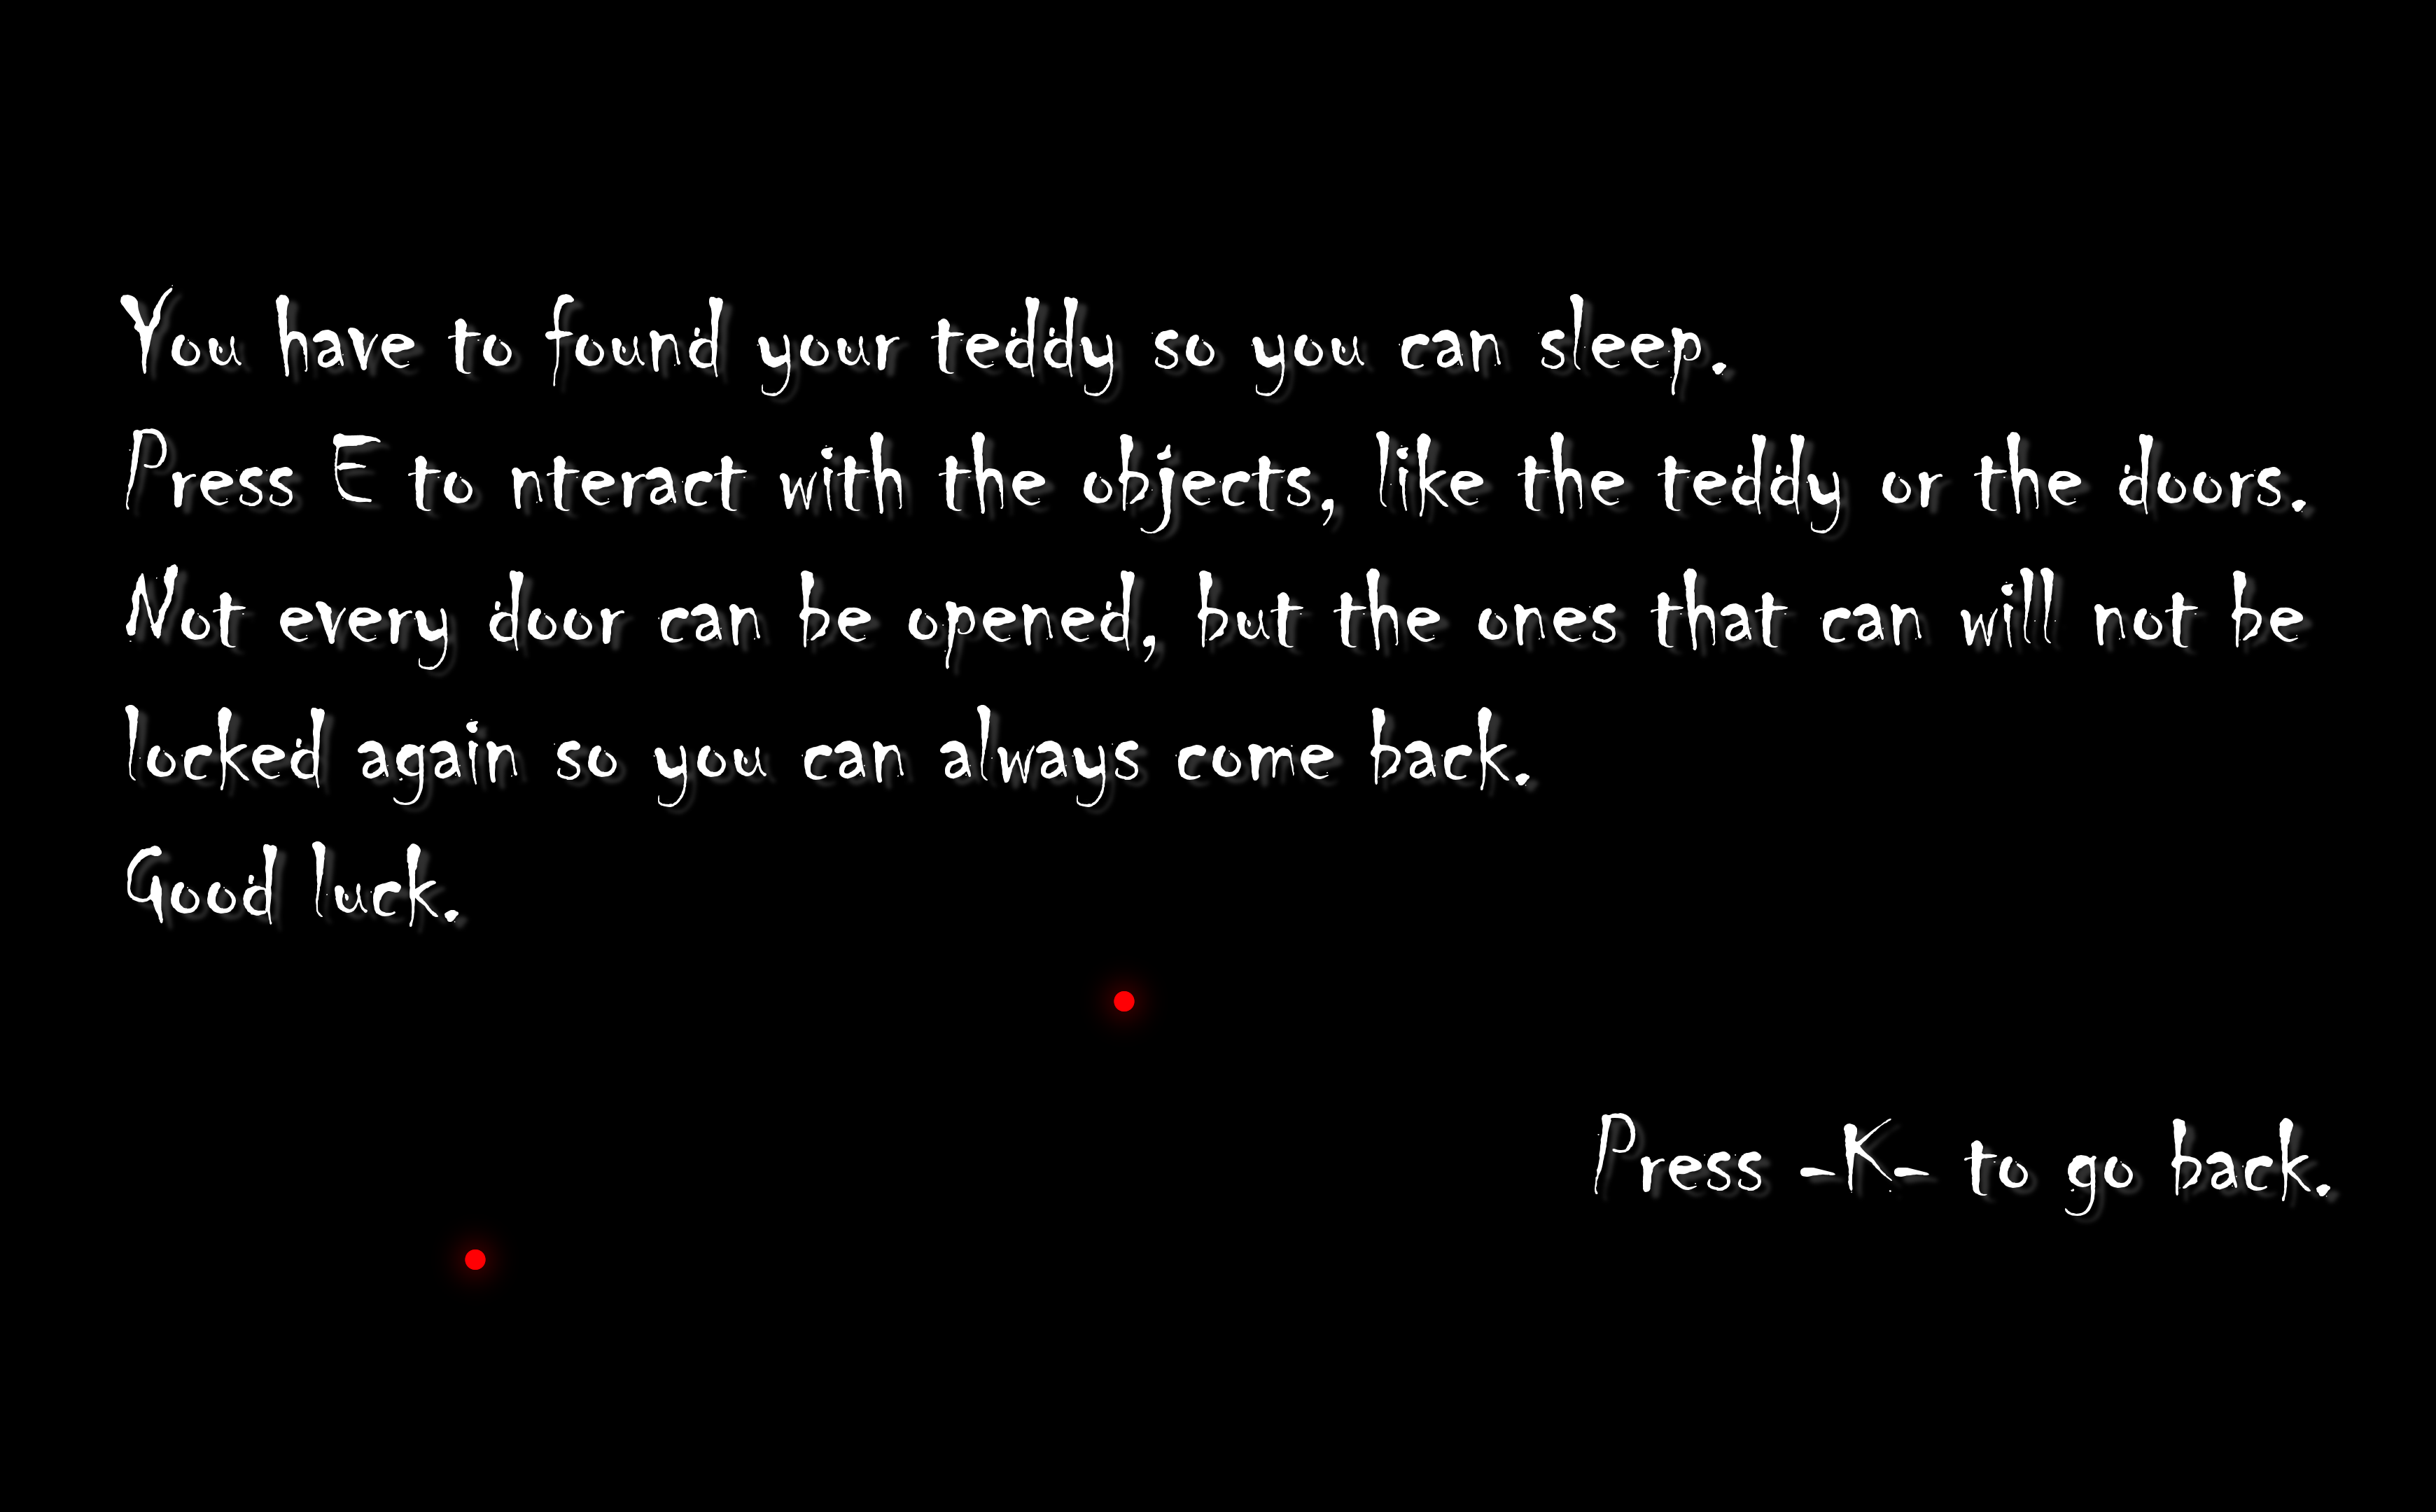 You have to found your teddy so you can sleep.
Press E to nteract with the objects, like the teddy or the doors.
Not every door can be opened, but the ones that can will not be
locked again so you can always come back.
Good luck.
Press -K- to go back.